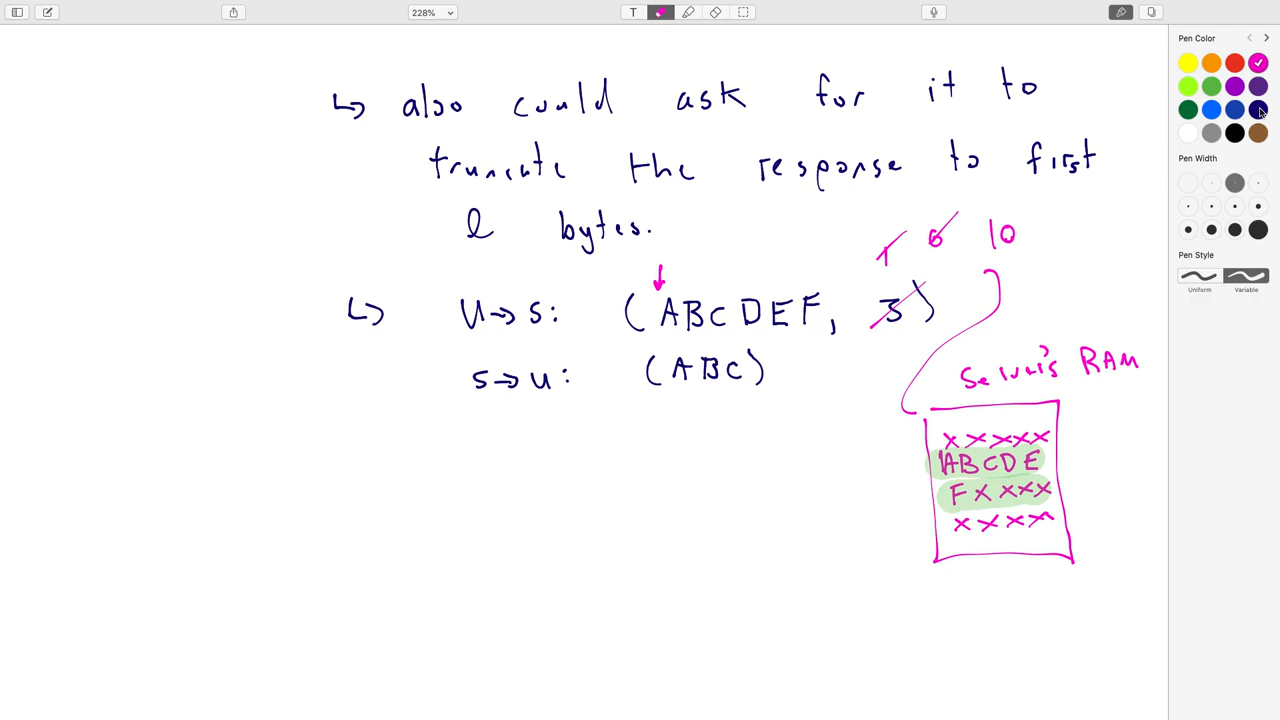 228%
T
Pen Color
↳ also could ask for it to
truncate the response to first
l bytes.
Pen Width
1 6 10
Pen Style
Uniform Variable
↳ U→S: (ABCDEF, 3)
S→U: (ABC)
Server's RAM
XXXXX
ABCDE
FXXXX
XXXX